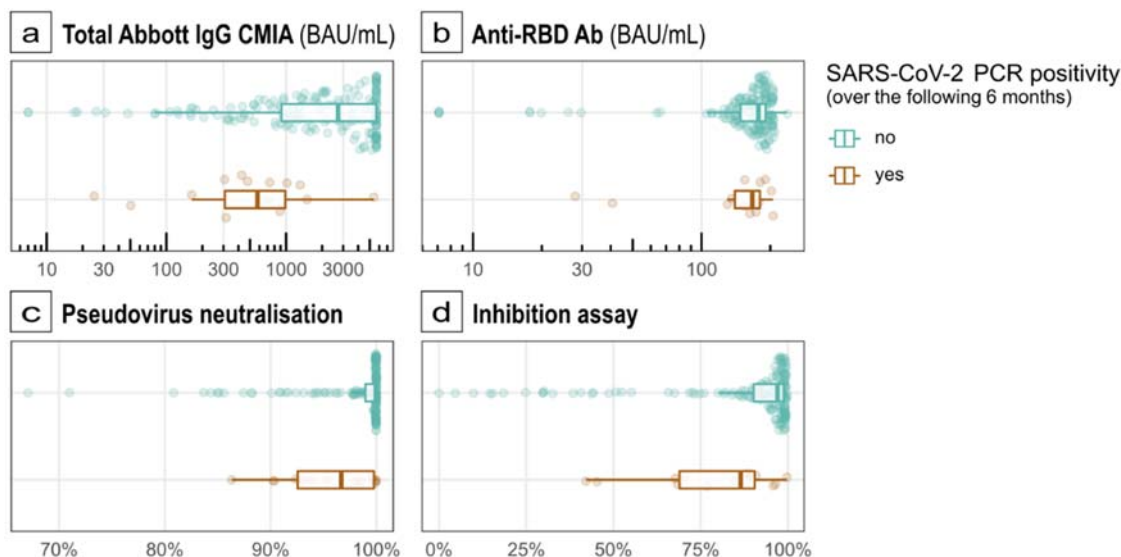 a Total Abbott IgG CMIA (BAU/mL)
b Anti-RBD Ab (BAU/mL)
SARS-CoV-2 PCR positivity
(over the following 6 months)
no
yes
10 30 100 300 1000 3000
10 30 100
c Pseudovirus neutralisation
d Inhibition assay
70% 80% 90% 100%
0% 25% 50% 75% 100%